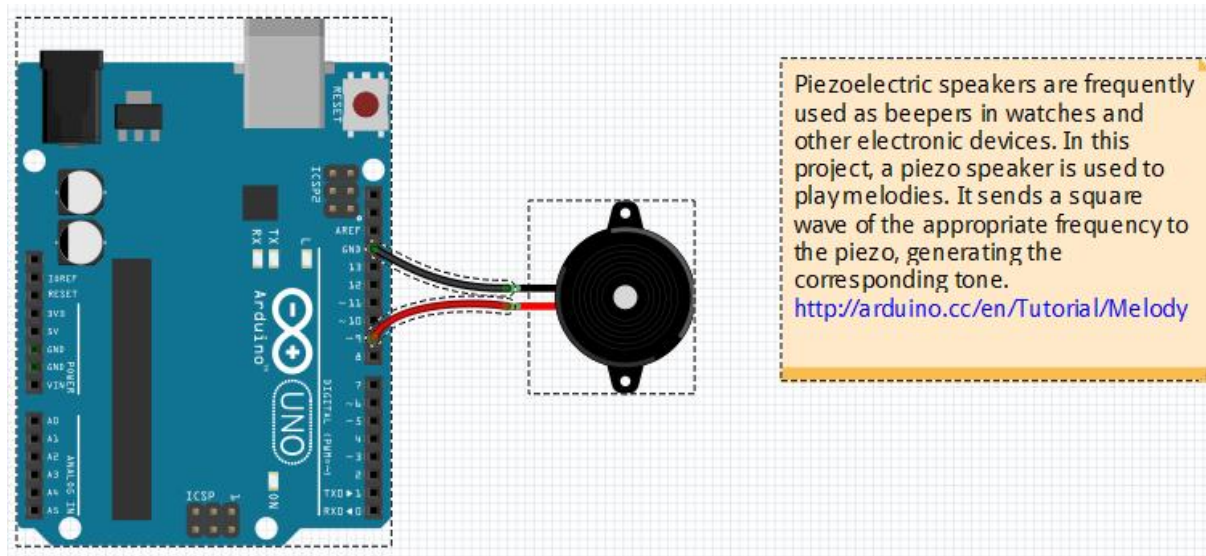 RESET
ICSP2
AREF
GND
13
12
~11
~10
~9
8
7
~6
~5
4
~3
2
TXD▶1
RXD◀0
TX
RX
L
Arduino™
UNO
DIGITAL (PWM=~)
IOREF
RESET
3V3
5V
GND
GND
VIN
POWER
A0
A1
A2
A3
A4
A5
ANALOG IN
ICSP
1
ON
Piezoelectric speakers are frequently
used as beepers in watches and
other electronic devices. In this
project, a piezo speaker is used to
play melodies. It sends a square
wave of the appropriate frequency to
the piezo, generating the
corresponding tone.
http://arduino.cc/en/Tutorial/Melody